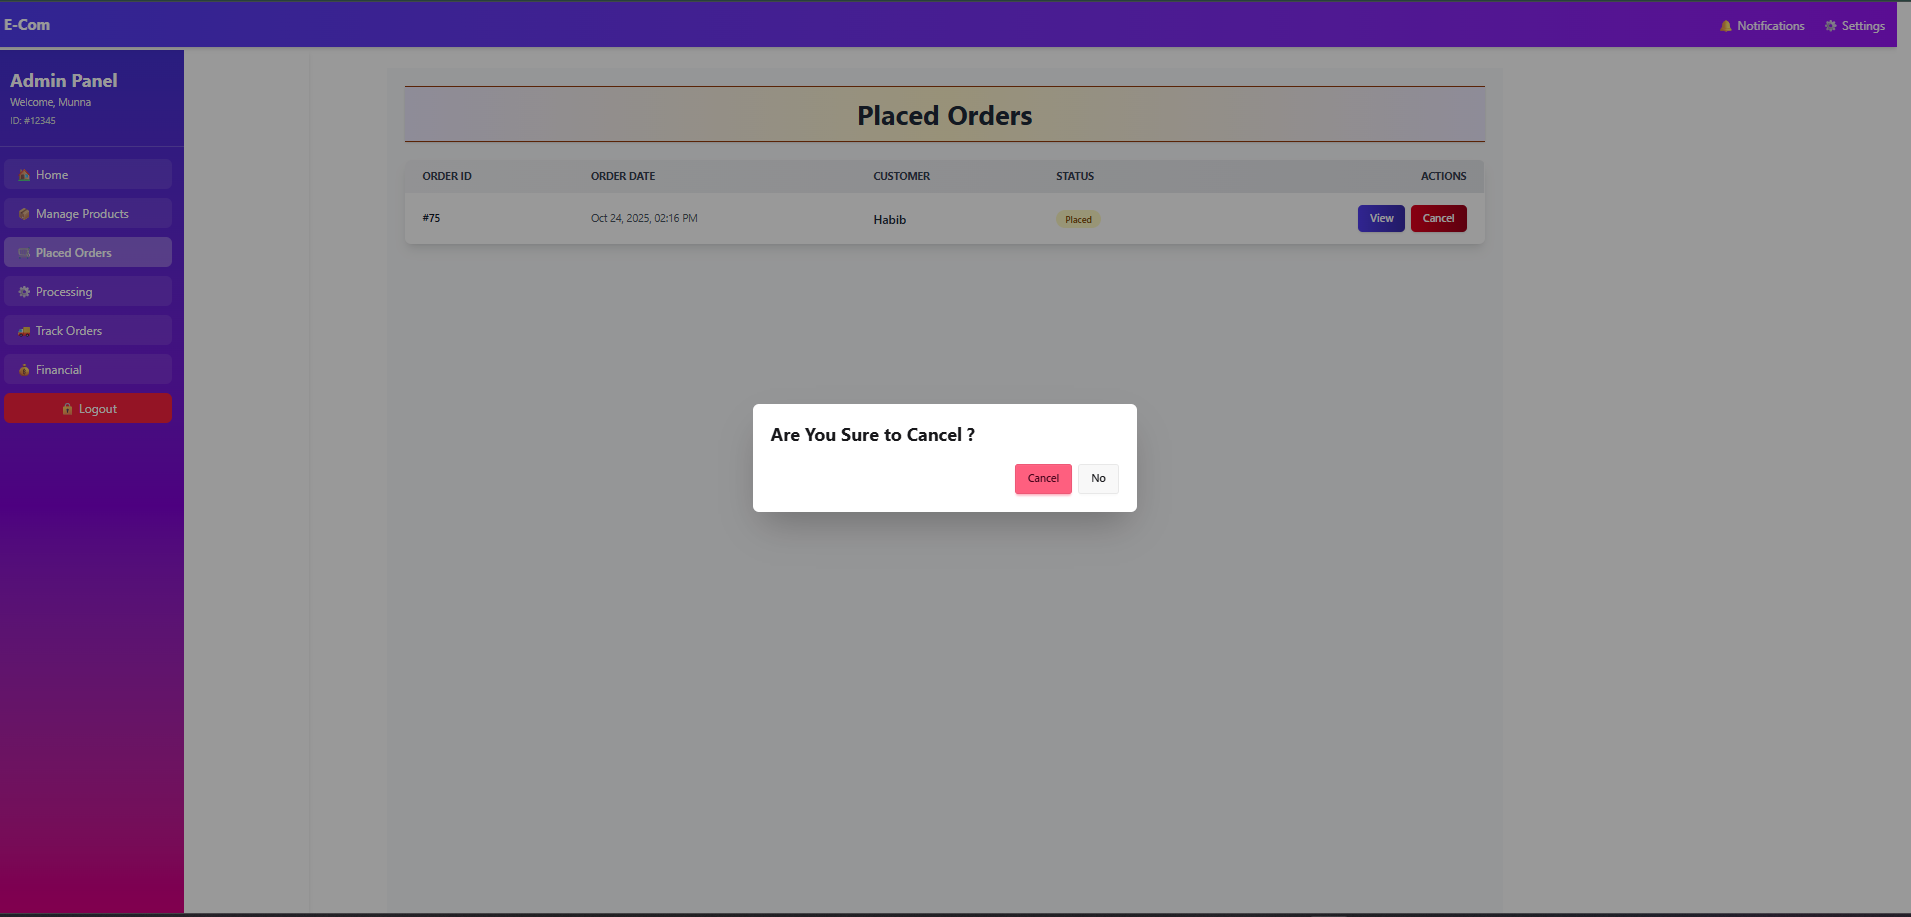 E-Com
Notifications
Settings
Admin Panel
Welcome, Munna
ID: #12345
Home
Manage Products
Placed Orders
Processing
Track Orders
Financial
Logout
Placed Orders
ORDER ID ORDER DATE CUSTOMER STATUS ACTIONS
#75 Oct 24, 2025, 02:16 PM Habib Placed View Cancel
Are You Sure to Cancel ?
Cancel No